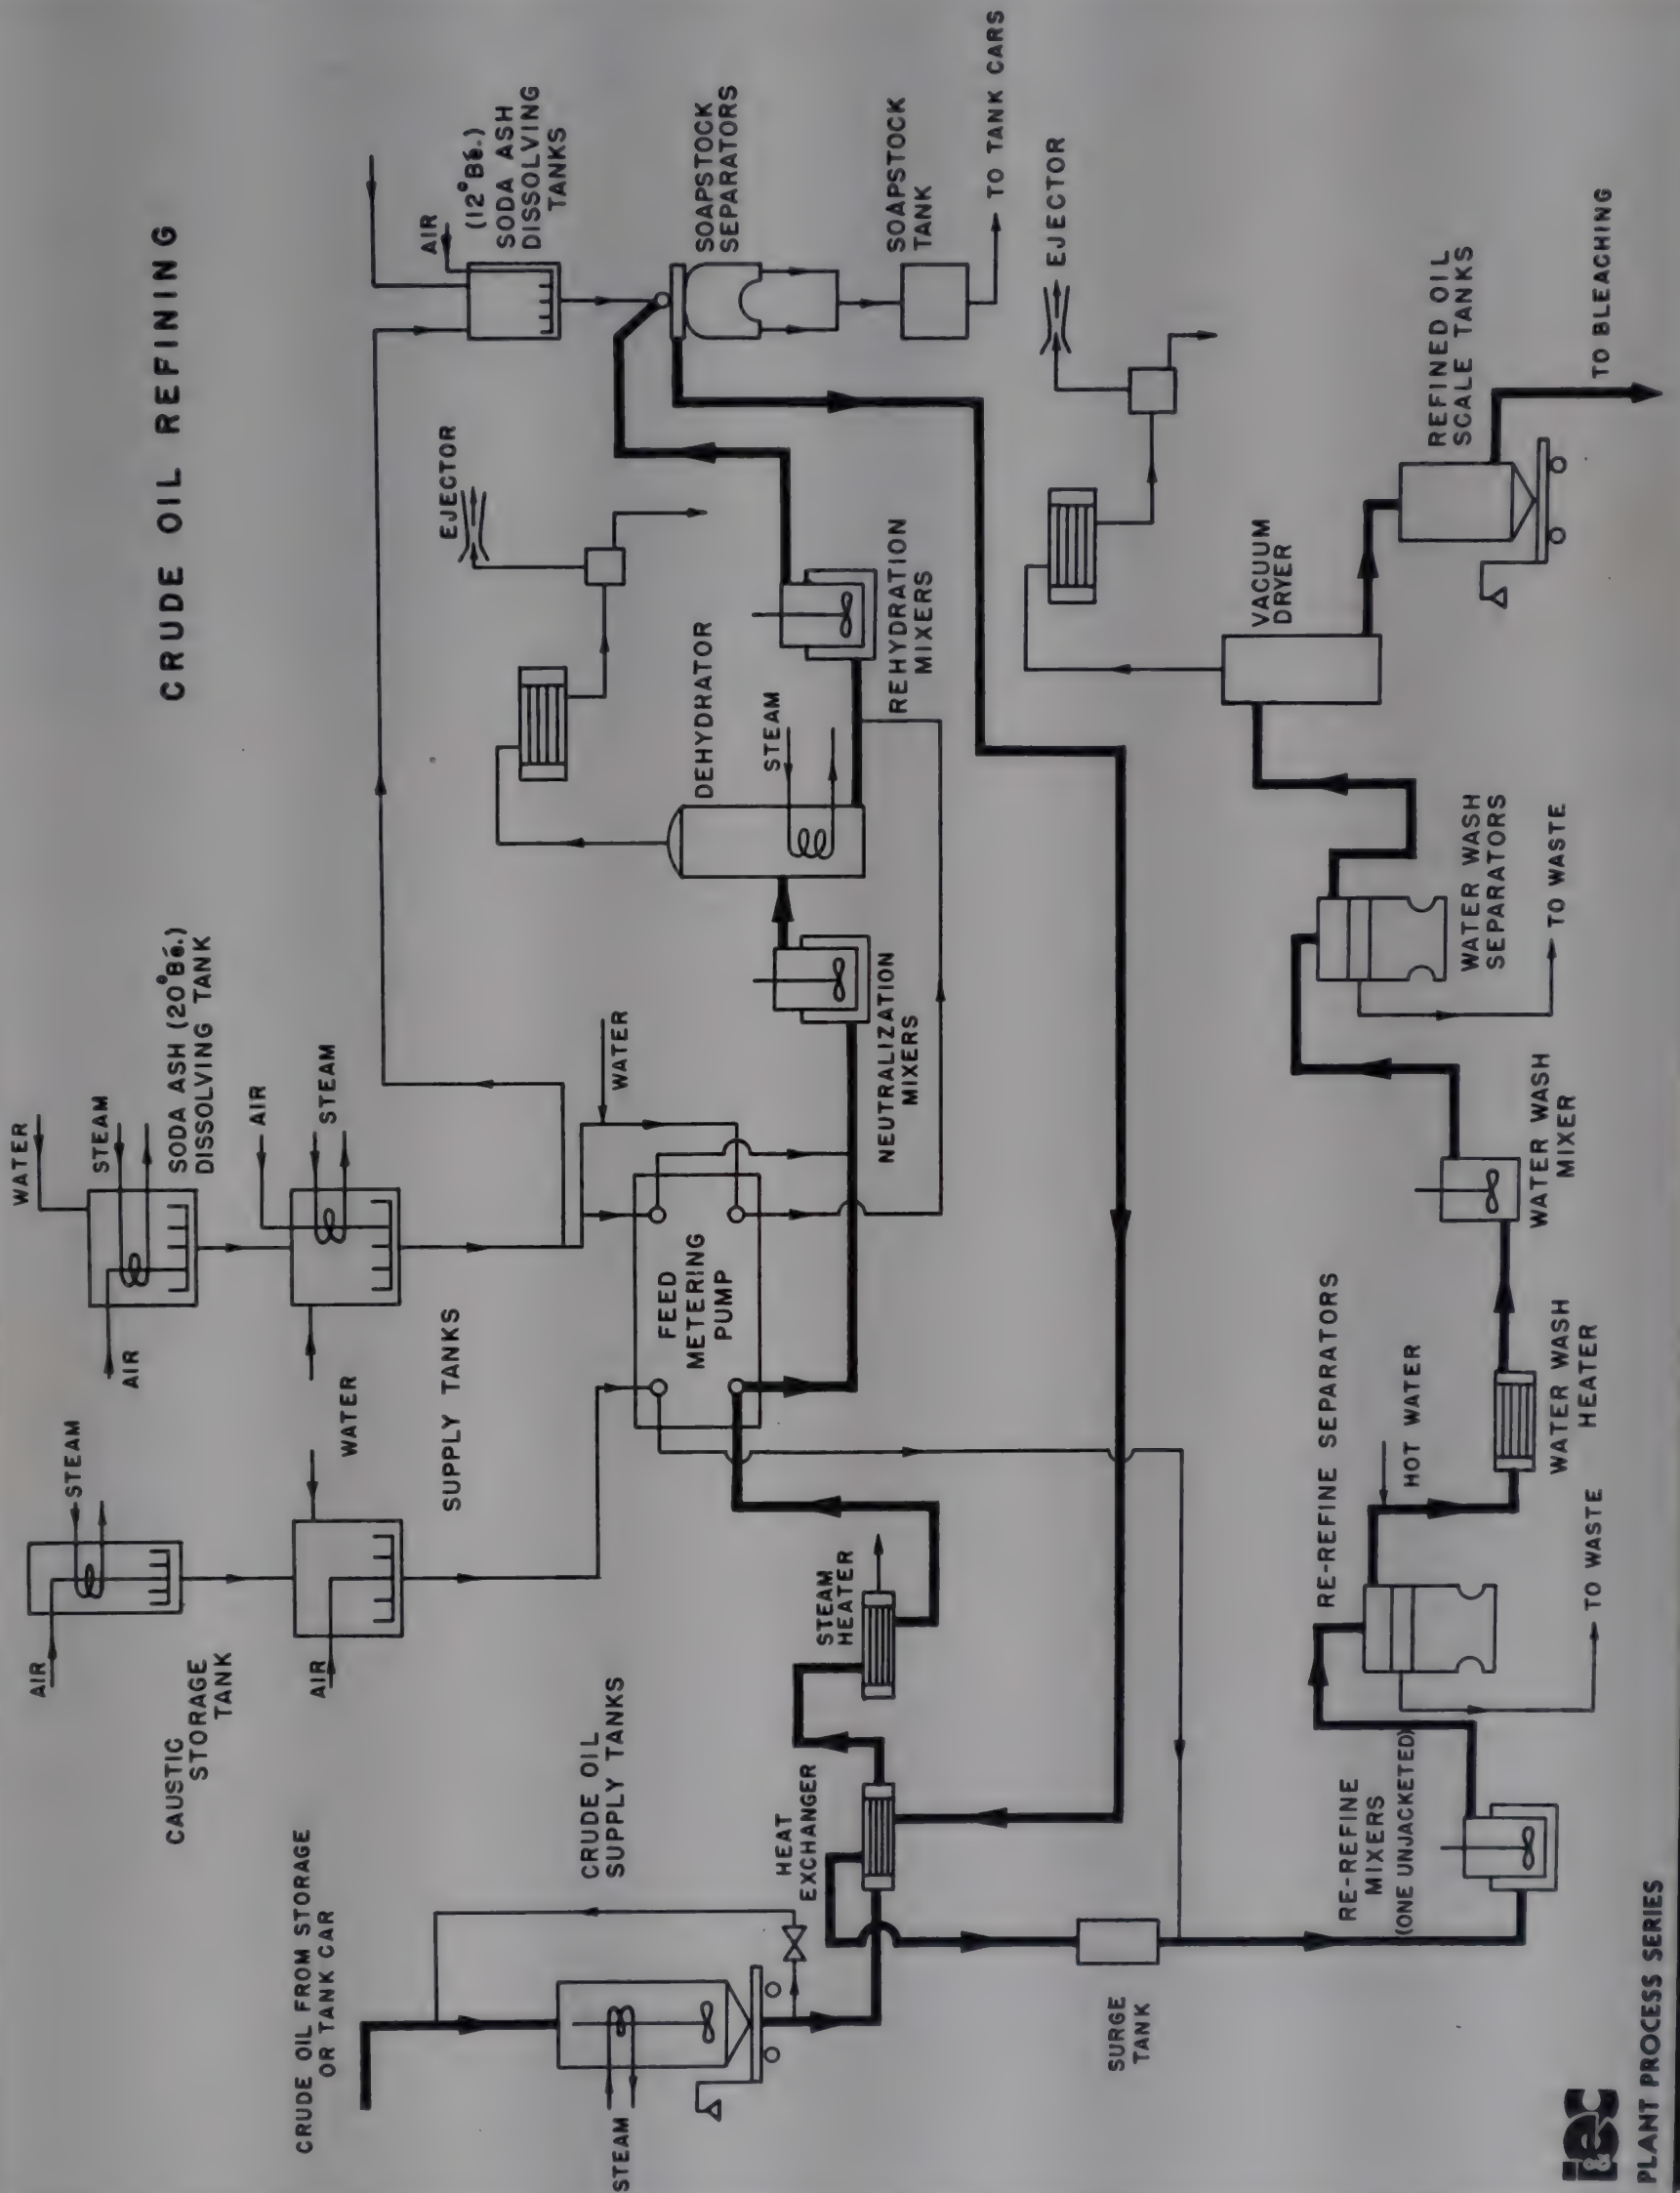 CRUDE OIL REFINING
WATER
STEAM
SODA ASH (20°Bé.)
DISSOLVING TANK
AIR
STEAM
AIR
CAUSTIC
STORAGE
TANK
AIR
STEAM
WATER
AIR
SUPPLY TANKS
CRUDE OIL FROM STORAGE
OR TANK CAR
CRUDE OIL
SUPPLY TANKS
STEAM
HEAT
EXCHANGER
STEAM
HEATER
FEED
METERING
PUMP
WATER
NEUTRALIZATION
MIXERS
DEHYDRATOR
STEAM
EJECTOR
REHYDRATION
MIXERS
AIR
(12°Bé.)
SODA ASH
DISSOLVING
TANKS
SOAPSTOCK
SEPARATORS
SOAPSTOCK
TANK
TO TANK CARS
EJECTOR
SURGE
TANK
RE-REFINE
MIXERS
(ONE UNJACKETED)
RE-REFINE SEPARATORS
HOT WATER
TO WASTE
WATER WASH
HEATER
WATER WASH
MIXER
WATER WASH
SEPARATORS
TO WASTE
VACUUM
DRYER
REFINED OIL
SCALE TANKS
TO BLEACHING
i&ec
PLANT PROCESS SERIES